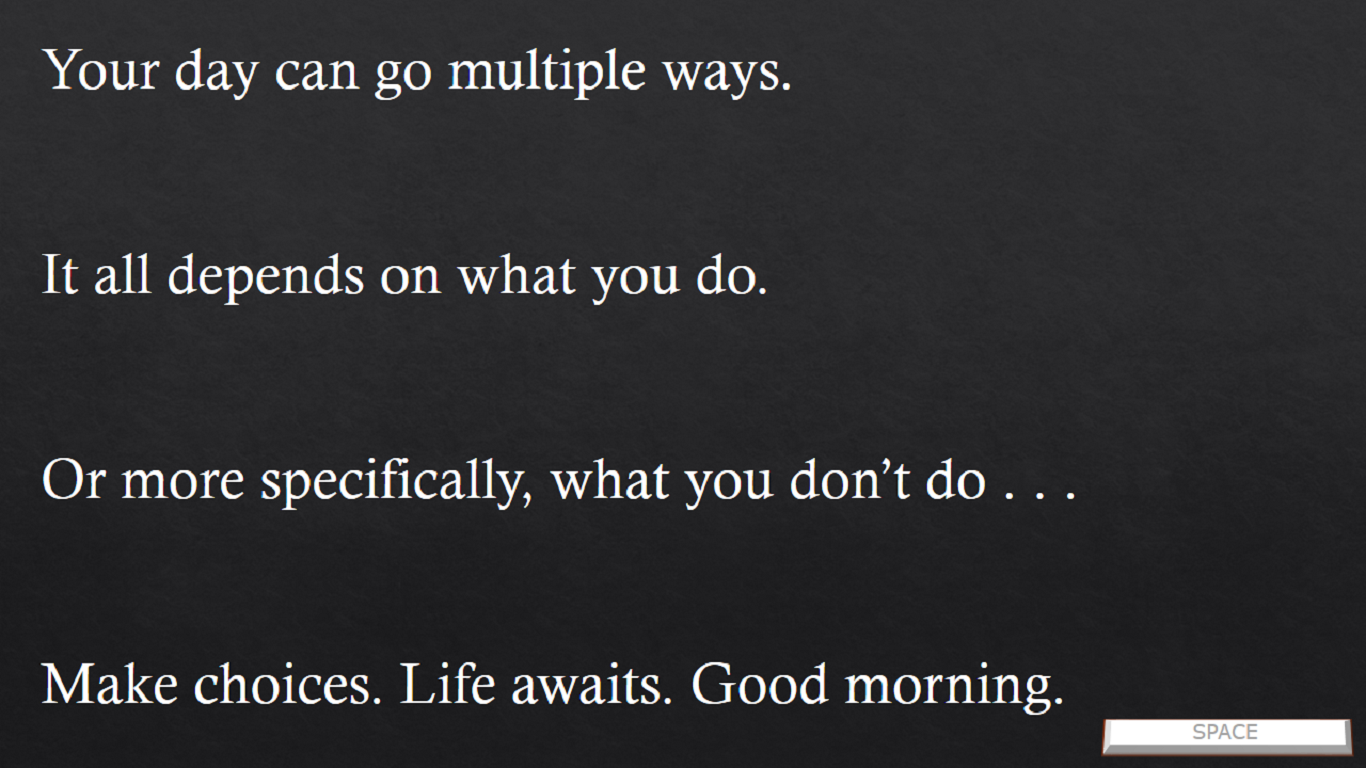 Your day can go multiple ways.
It all depends on what you do.
Or more specifically, what you don’t do . . .
Make choices. Life awaits. Good morning.
SPACE